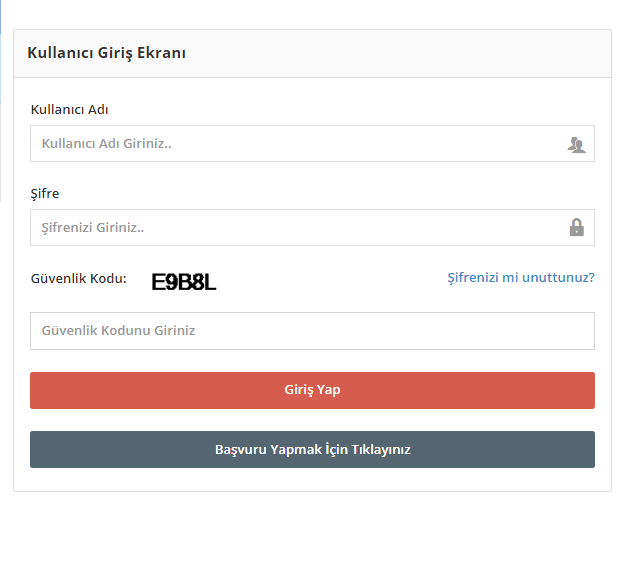 Kullanıcı Giriş Ekranı
Kullanıcı Adı
Kullanıcı Adı Giriniz..
Şifre
Şifrenizi Giriniz..
Güvenlik Kodu: E9B8L Şifrenizi mi unuttunuz?
Güvenlik Kodunu Giriniz
Giriş Yap
Başvuru Yapmak İçin Tıklayınız